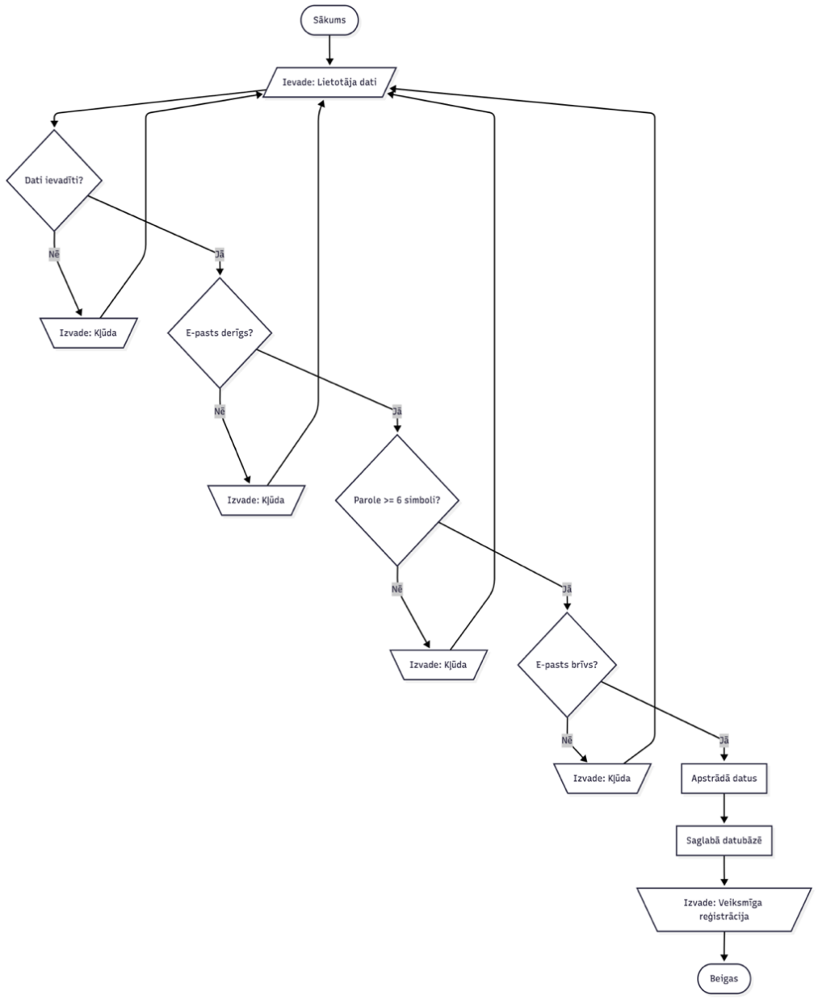 Sākums
Ievade: Lietotāja dati
Dati ievadīti?
Nē
Jā
Izvade: Kļūda
E-pasts derīgs?
Nē
Jā
Izvade: Kļūda
Parole >= 6 simboli?
Nē
Jā
Izvade: Kļūda
E-pasts brīvs?
Nē
Jā
Izvade: Kļūda
Apstrādā datus
Saglabā datubāzē
Izvade: Veiksmīga
reģistrācija
Beigas